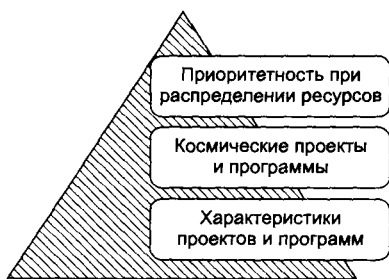 Приоритетность при
распределении ресурсов
Космические проекты
и программы
Характеристики
проектов и программ